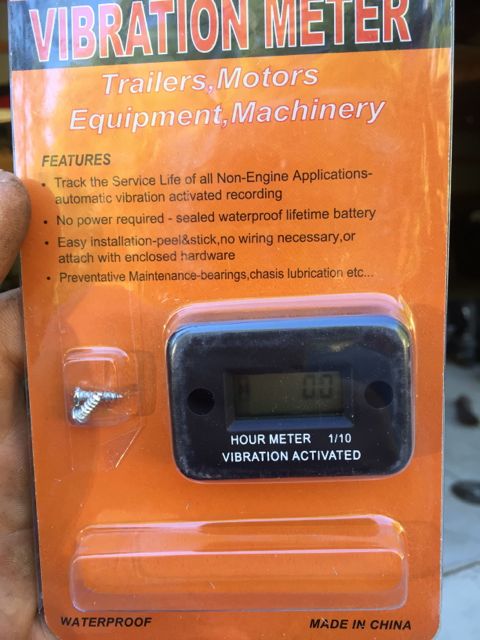 VIBRATION METER
Trailers,Motors
Equipment,Machinery
FEATURES
• Track the Service Life of all Non-Engine Applications-
automatic vibration activated recording
• No power required - sealed waterproof lifetime battery
• Easy installation-peel&stick,no wiring necessary,or
attach with enclosed hardware
• Preventative Maintenance-bearings,chasis lubrication etc...
H 0.0
HOUR METER 1/10
VIBRATION ACTIVATED
WATERPROOF
MADE IN CHINA